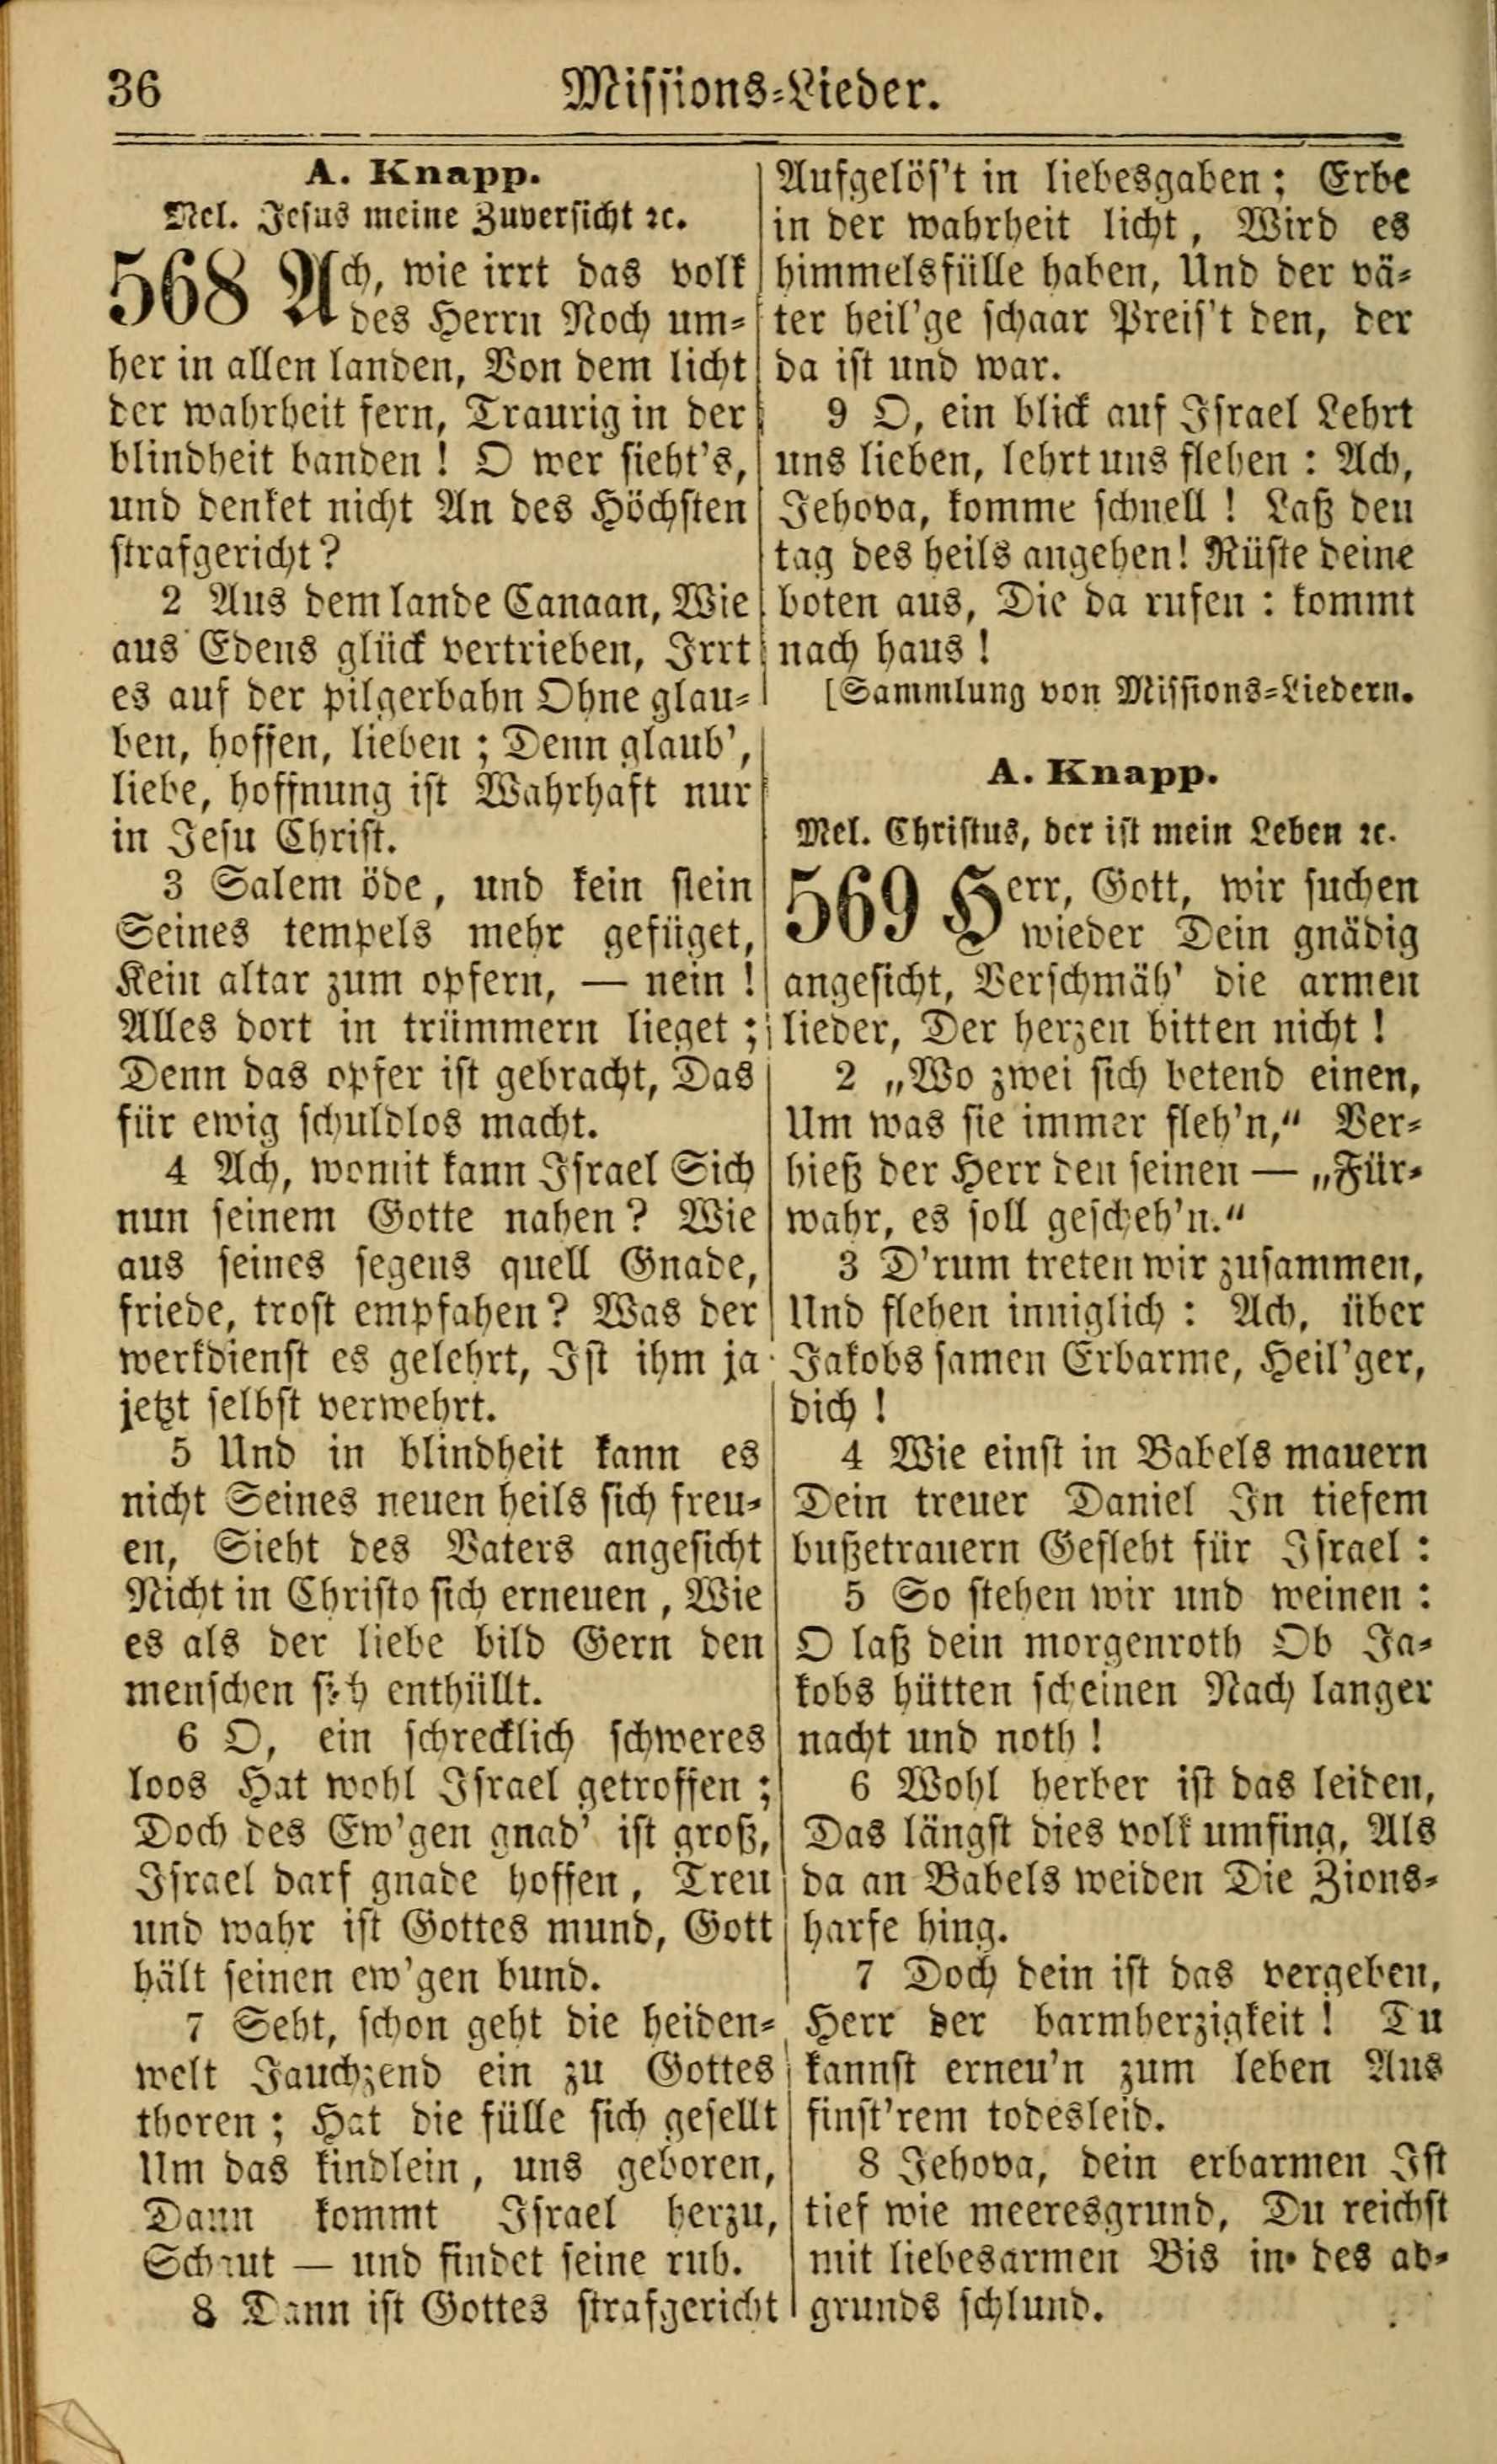 36
Missions-Lieder.
A. Knapp.
Mel. Jesus meine Zuversicht ꝛc.
568 Ach, wie irrt das volk
des Herrn Noch um-
her in allen landen, Von dem licht
der wahrheit fern, Traurig in der
blindheit banden! O wer sieht's,
und denket nicht An des Höchsten
strafgericht?
2 Aus dem lande Canaan, Wie
aus Edens glück vertrieben, Irrt
es auf der pilgerbahn Ohne glau-
ben, hoffen, lieben; Denn glaub',
liebe, hoffnung ist Wahrhaft nur
in Jesu Christ.
3 Salem öde, und kein stein
Seines tempels mehr gefüget,
Kein altar zum opfern, — nein!
Alles dort in trümmern lieget;
Denn das opfer ist gebracht, Das
für ewig schuldlos macht.
4 Ach, womit kann Israel Sich
nun seinem Gotte nahen? Wie
aus seines segens quell Gnade,
friede, trost empfahen? Was der
werkdienst es gelehrt, Ist ihm ja
jetzt selbst verwehrt.
5 Und in blindheit kann es
nicht Seines neuen heils sich freu-
en, Sieht des Vaters angesicht
Nicht in Christo sich erneuen, Wie
es als der liebe bild Gern den
menschen sich enthüllt.
6 O, ein schrecklich schweres
loos Hat wohl Israel getroffen;
Doch des Ew'gen gnad' ist groß,
Israel darf gnade hoffen, Treu
und wahr ist Gottes mund, Gott
hält seinen ew'gen bund.
7 Seht, schon geht die heiden-
welt Jauchzend ein zu Gottes
thoren; Hat die fülle sich gesellt
Um das kindlein, uns geboren,
Dann kommt Israel herzu,
Schaut — und findet seine ruh.
8 Dann ist Gottes strafgericht
Aufgelös't in liebesgaben; Erbe
in der wahrheit licht, Wird es
himmelsfülle haben, Und der vä-
ter heil'ge schaar Preis't den, der
da ist und war.
9 O, ein blick auf Israel Lehrt
uns lieben, lehrt uns flehen: Ach,
Jehova, komme schnell! Laß den
tag des heils angehen! Rüste deine
boten aus, Die da rufen: kommt
nach haus!
[Sammlung von Missions-Liedern.
A. Knapp.
Mel. Christus, der ist mein Leben ꝛc.
569 Herr, Gott, wir suchen
wieder Dein gnädig
angesicht, Verschmäh' die armen
lieder, Der herzen bitten nicht!
2 „Wo zwei sich betend einen,
Um was sie immer fleh'n,“ Ver-
hieß der Herr den seinen — „Für-
wahr, es soll gescheh'n.“
3 D'rum treten wir zusammen,
Und flehen inniglich: Ach, über
Jakobs samen Erbarme, Heil'ger,
dich!
4 Wie einst in Babels mauern
Dein treuer Daniel In tiefem
bußetrauern Gefleht für Israel:
5 So stehen wir und weinen:
O laß dein morgenroth Ob Ja-
kobs hütten scheinen Nach langer
nacht und noth!
6 Wohl herber ist das leiden,
Das längst dies volk umfing, Als
da an Babels weiden Die Zions-
harfe hing.
7 Doch dein ist das vergeben,
Herr der barmherzigkeit! Du
kannst erneu'n zum leben Aus
finst'rem todesleid.
8 Jehova, dein erbarmen Ist
tief wie meeresgrund, Du reichst
mit liebesarmen Bis in des ab-
grunds schlund.